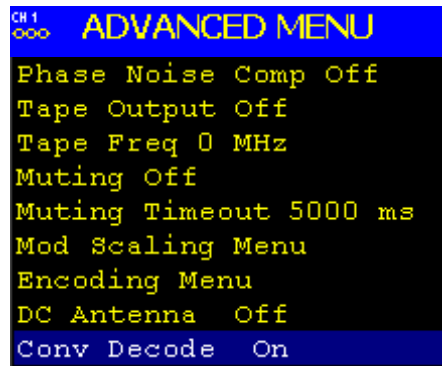 CH 1
ADVANCED MENU
Phase Noise Comp Off
Tape Output Off
Tape Freq 0 MHz
Muting Off
Muting Timeout 5000 ms
Mod Scaling Menu
Encoding Menu
DC Antenna Off
Conv Decode On